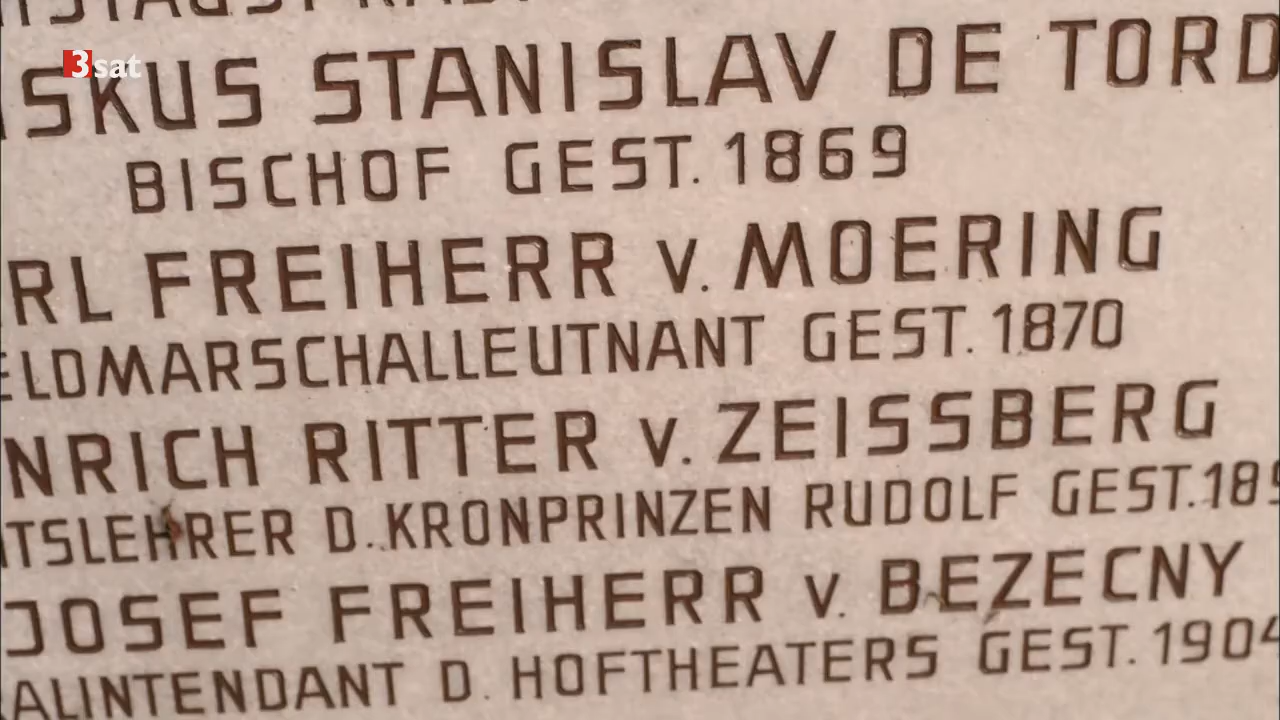 3sat
SKUS STANISLAV DE TORD
BISCHOF GEST. 1869
RL FREIHERR v. MOERING
ELDMARSCHALLEUTNANT GEST. 1870
NRICH RITTER v. ZEISSBERG
TSLEHRER D. KRONPRINZEN RUDOLF GEST. 189
JOSEF FREIHERR v. BEZECNY
ALINTENDANT D. HOFTHEATERS GEST. 1904